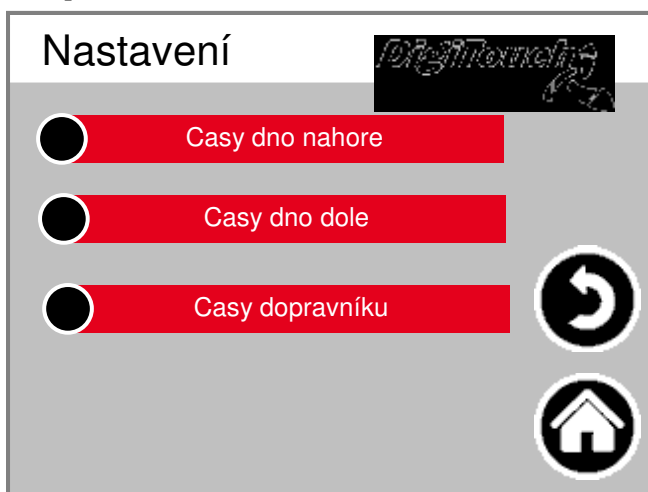 Nastavení
DigiTouch
Casy dno nahore
Casy dno dole
Casy dopravníku